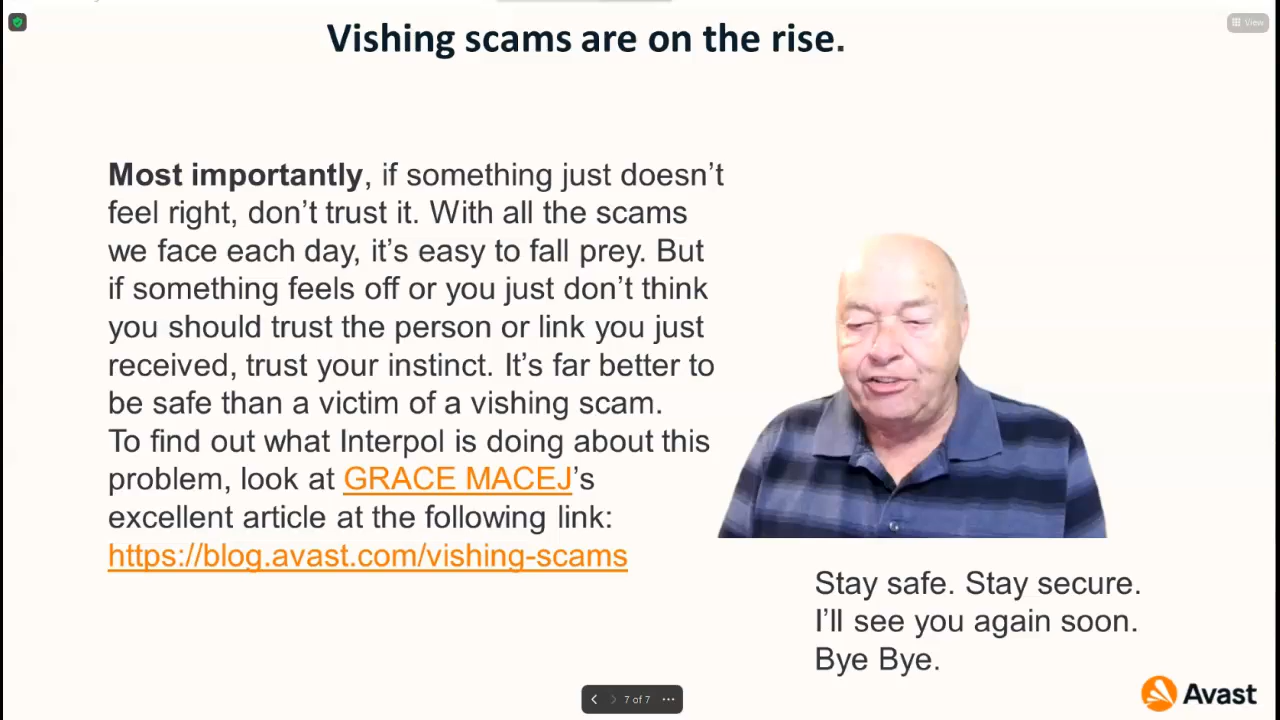 View
Vishing scams are on the rise.
Most importantly, if something just doesn’t
feel right, don’t trust it. With all the scams
we face each day, it’s easy to fall prey. But
if something feels off or you just don’t think
you should trust the person or link you just
received, trust your instinct. It’s far better to
be safe than a victim of a vishing scam.
To find out what Interpol is doing about this
problem, look at GRACE MACEJ’s
excellent article at the following link:
https://blog.avast.com/vishing-scams
Stay safe. Stay secure.
I’ll see you again soon.
Bye Bye.
7 of 7
Avast